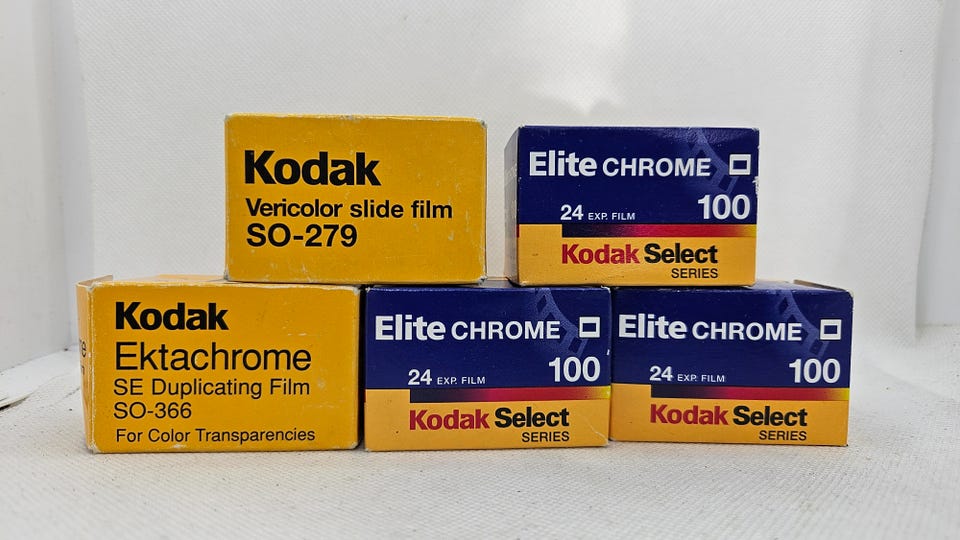 Kodak
Vericolor slide film
SO-279
Elite CHROME
100
24 EXP. FILM
Kodak Select
SERIES
Kodak
Ektachrome
SE Duplicating Film
SO-366
For Color Transparencies
Elite CHROME
100
24 EXP. FILM
Kodak Select
SERIES
Elite CHROME
100
24 EXP. FILM
Kodak Select
SERIES